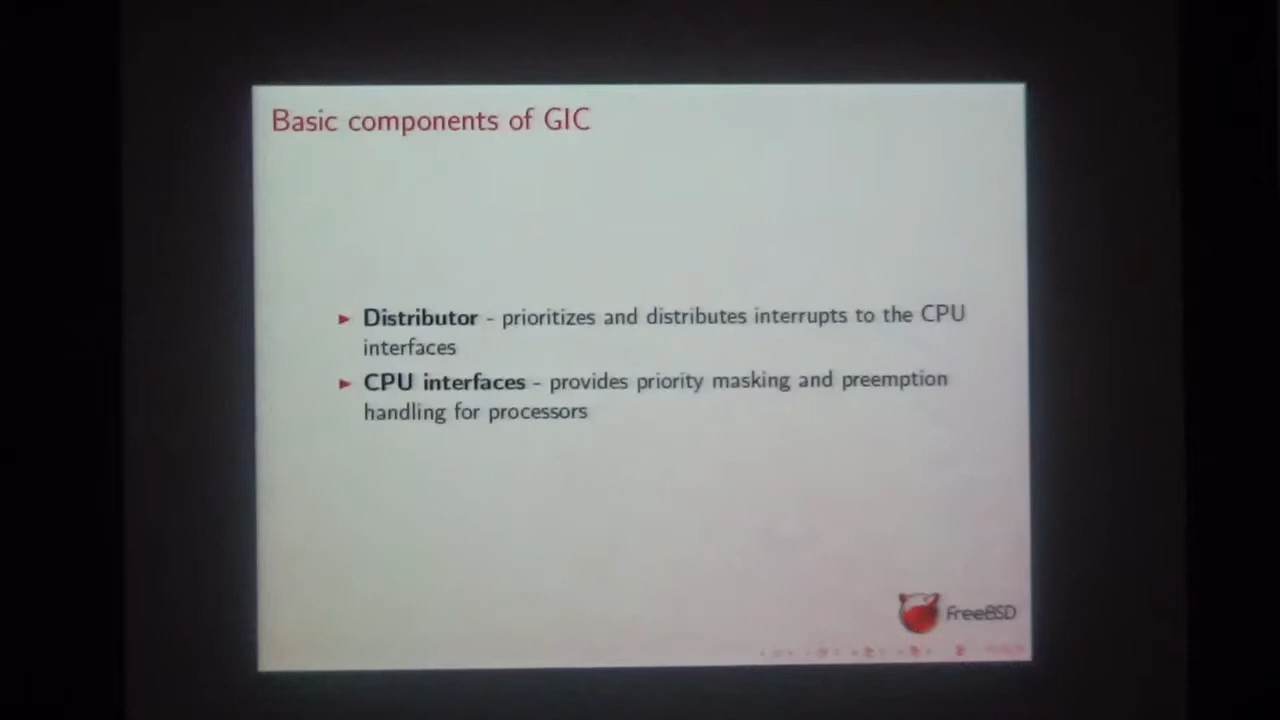 Basic components of GIC
► Distributor - prioritizes and distributes interrupts to the CPU
interfaces
► CPU interfaces - provides priority masking and preemption
handling for processors
FreeBSD